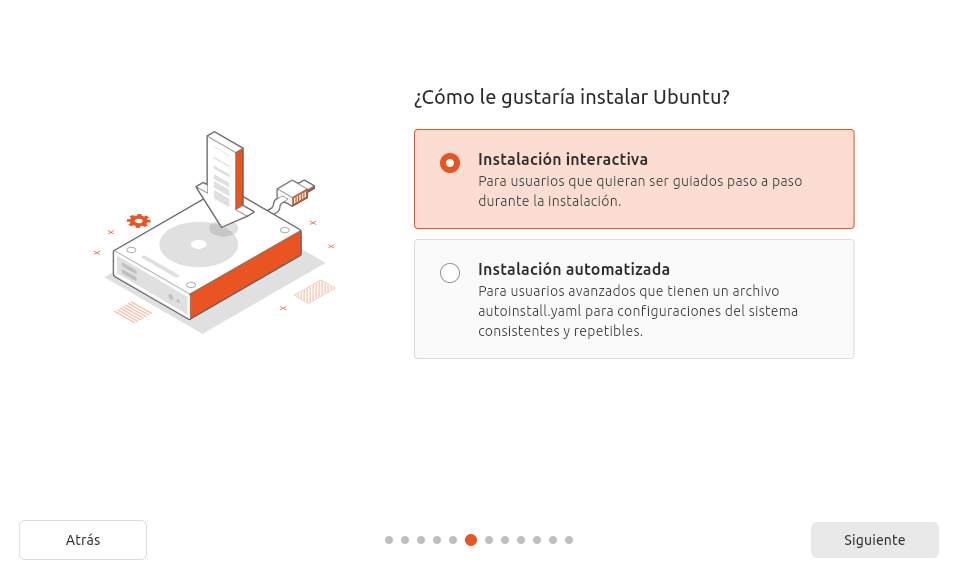 ¿Cómo le gustaría instalar Ubuntu?
Instalación interactiva
Para usuarios que quieran ser guiados paso a paso
durante la instalación.
Instalación automatizada
Para usuarios avanzados que tienen un archivo
autoinstall.yaml para configuraciones del sistema
consistentes y repetibles.
Atrás
Siguiente